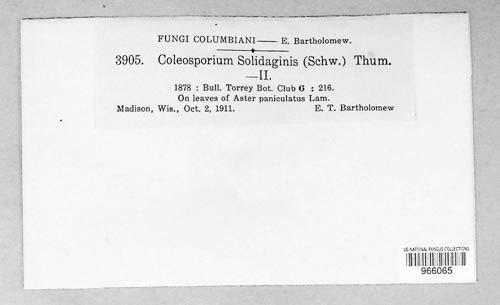 FUNGI COLUMBIANI — E. Bartholomew.
3905. Coleosporium Solidaginis (Schw.) Thum.
—II.
1878 : Bull. Torrey Bot. Club 6 : 216.
On leaves of Aster paniculatus Lam.
Madison, Wis., Oct. 2, 1911. E. T. Bartholomew
US NATIONAL FUNGUS COLLECTIONS
966065